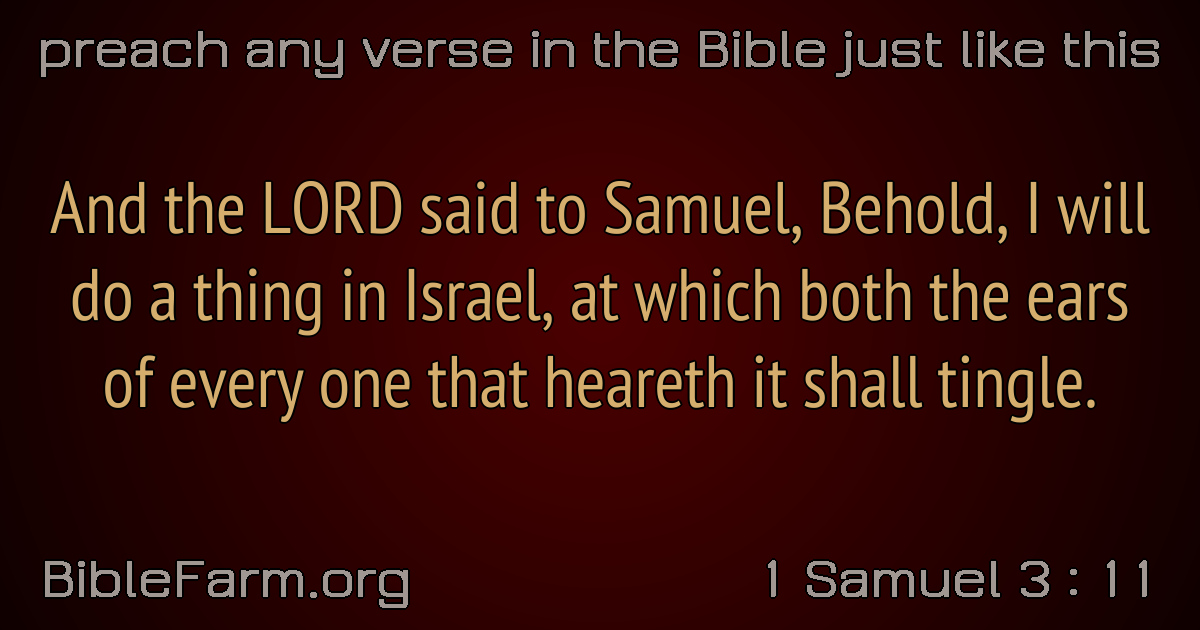 preach any verse in the Bible just like this
And the LORD said to Samuel, Behold, I will
do a thing in Israel, at which both the ears
of every one that heareth it shall tingle.
BibleFarm.org
1 Samuel 3 : 11